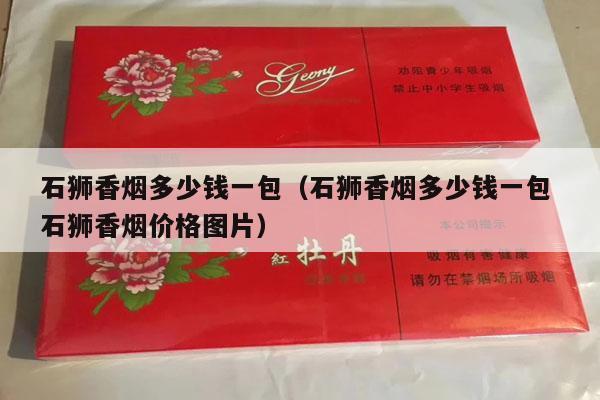 Geony
劝阻青少年吸烟
禁止中小学生吸烟
石狮香烟多少钱一包（石狮香烟多少钱一包
石狮香烟价格图片）
本公司提示
吸烟有害健康
紅牡丹
请勿在禁烟场所吸烟